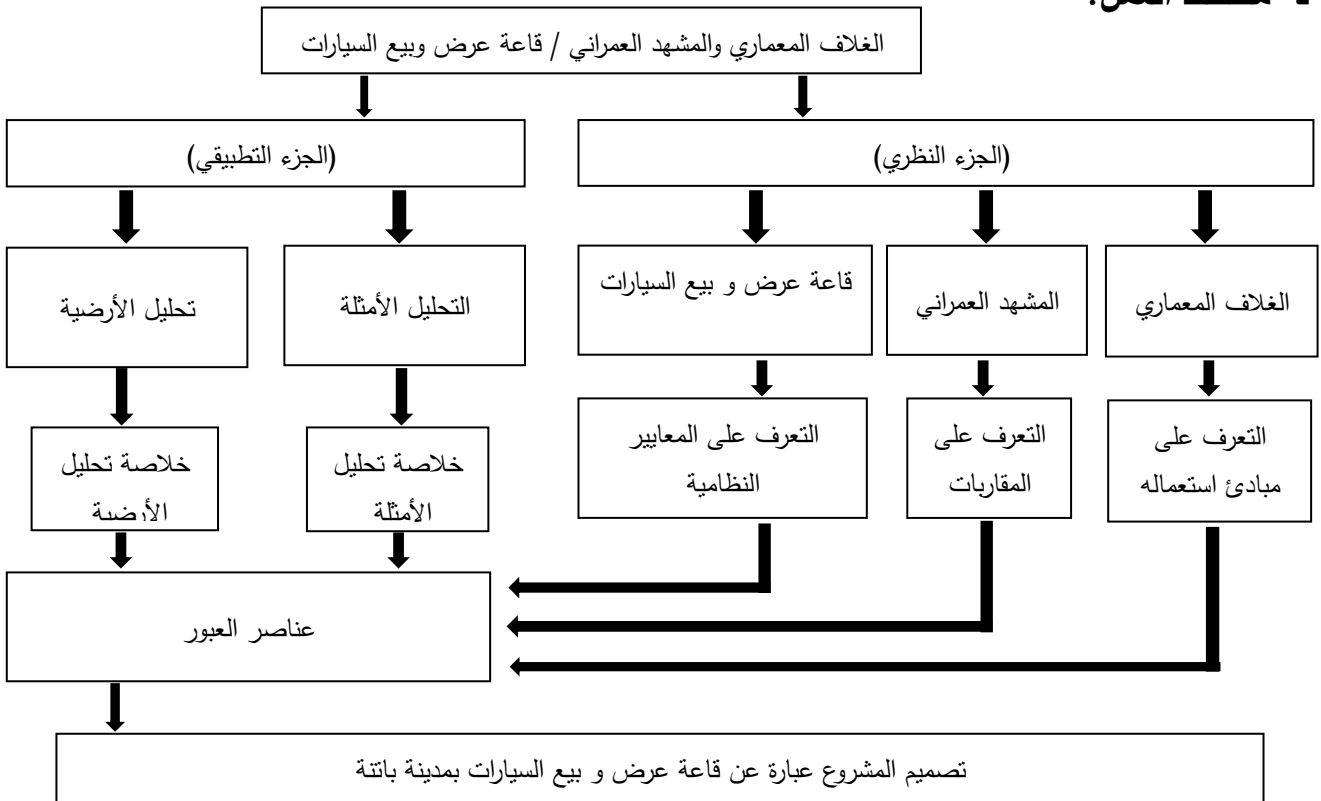 الغلاف المعماري والمشهد العمراني / قاعة عرض وبيع السيارات
(الجزء النظري)
(الجزء التطبيقي)
الغلاف المعماري
المشهد العمراني
قاعة عرض و بيع السيارات
التحليل الأمثلة
تحليل الأرضية
التعرف على
مبادئ استعماله
التعرف على
المقاربات
التعرف على المعايير
النظامية
خلاصة تحليل
الأمثلة
خلاصة تحليل
الأرضية
عناصر العبور
تصميم المشروع عبارة عن قاعة عرض و بيع السيارات بمدينة باتنة